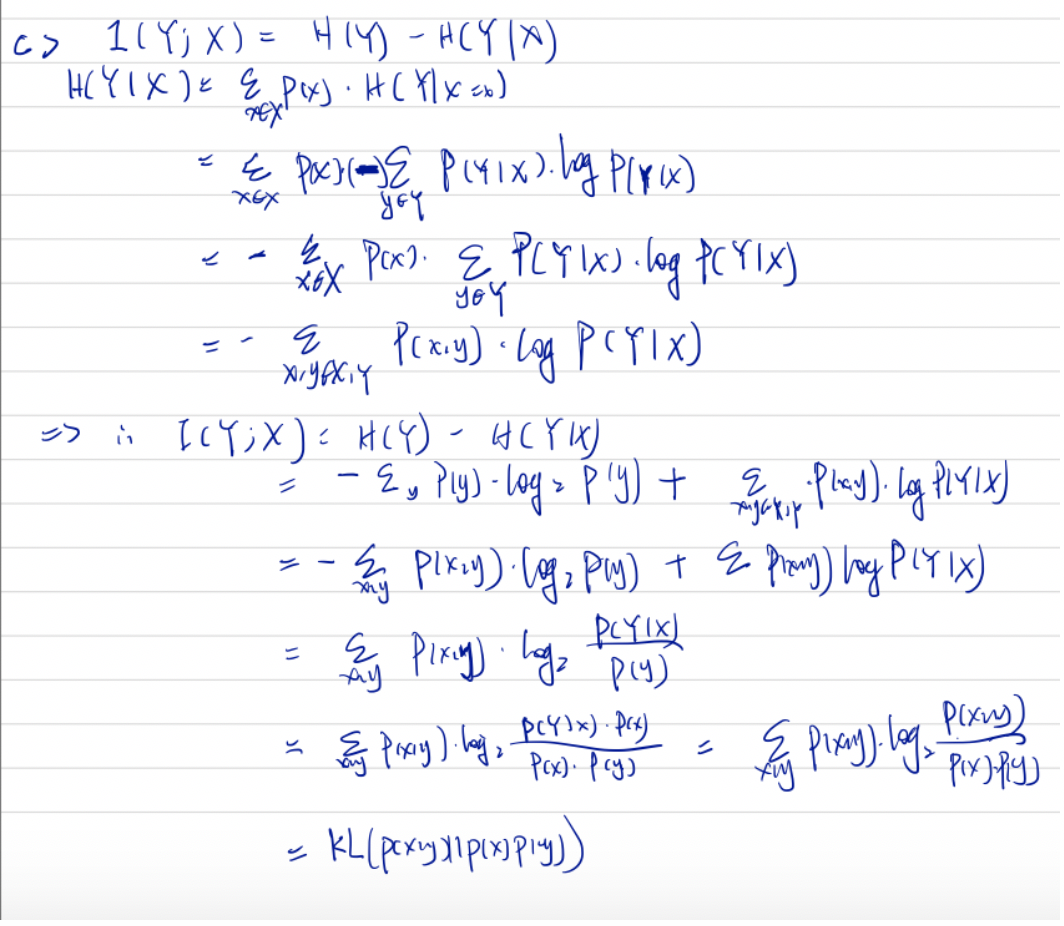 c> I(Y;X) = H(Y) - H(Y|X)
H(Y|X) = Σ_{x∈X} P(x) · H(Y|X=x)
= Σ_{x∈X} P(x)·(-)Σ_{y∈Y} P(Y|X)·log P(Y|X)
= - Σ_{x∈X} P(x)· Σ_{y∈Y} P(Y|X)·log P(Y|X)
= - Σ_{x,y∈X,Y} P(x,y)·log P(Y|X)
=> ∴ I(Y;X) = H(Y) - H(Y|X)
= - Σ_y P(y)·log₂ P(y) + Σ_{x,y∈X,Y} P(x,y)·log P(Y|X)
= - Σ_{x,y} P(x,y)·log₂ P(y) + Σ P(x,y) log P(Y|X)
= Σ_{x,y} P(x,y)·log₂ P(Y|X)/P(y)
= Σ_{x,y} P(x,y)·log₂ P(Y|X)·P(x)/P(x)·P(y) = Σ_{x,y} P(x,y)·log₂ P(x,y)/P(x)·P(y)
= KL(p(x,y)||p(x)p(y))